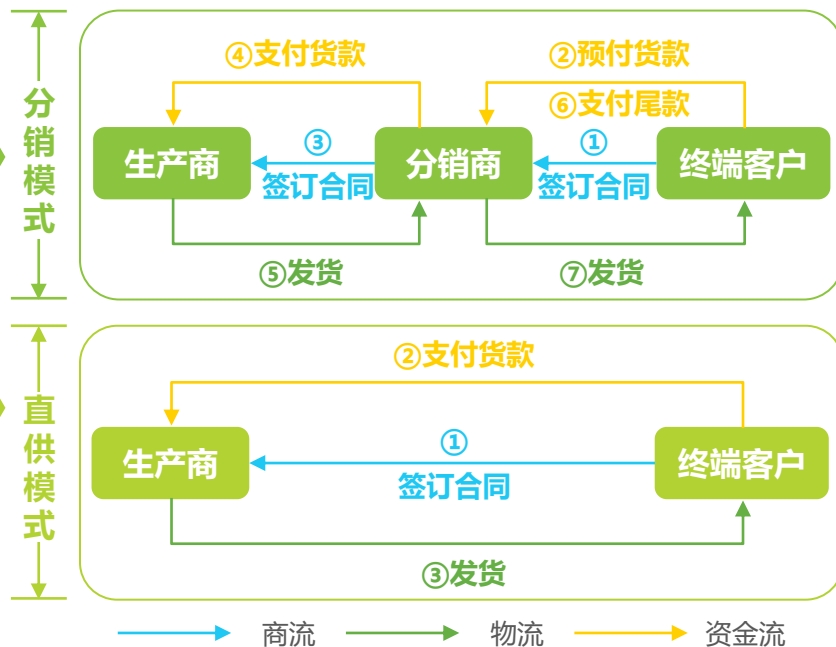 分销模式
④支付货款
②预付货款
⑥支付尾款
生产商
③
签订合同
分销商
①
签订合同
终端客户
⑤发货
⑦发货
直供模式
②支付货款
生产商
①
签订合同
终端客户
③发货
商流
物流
资金流